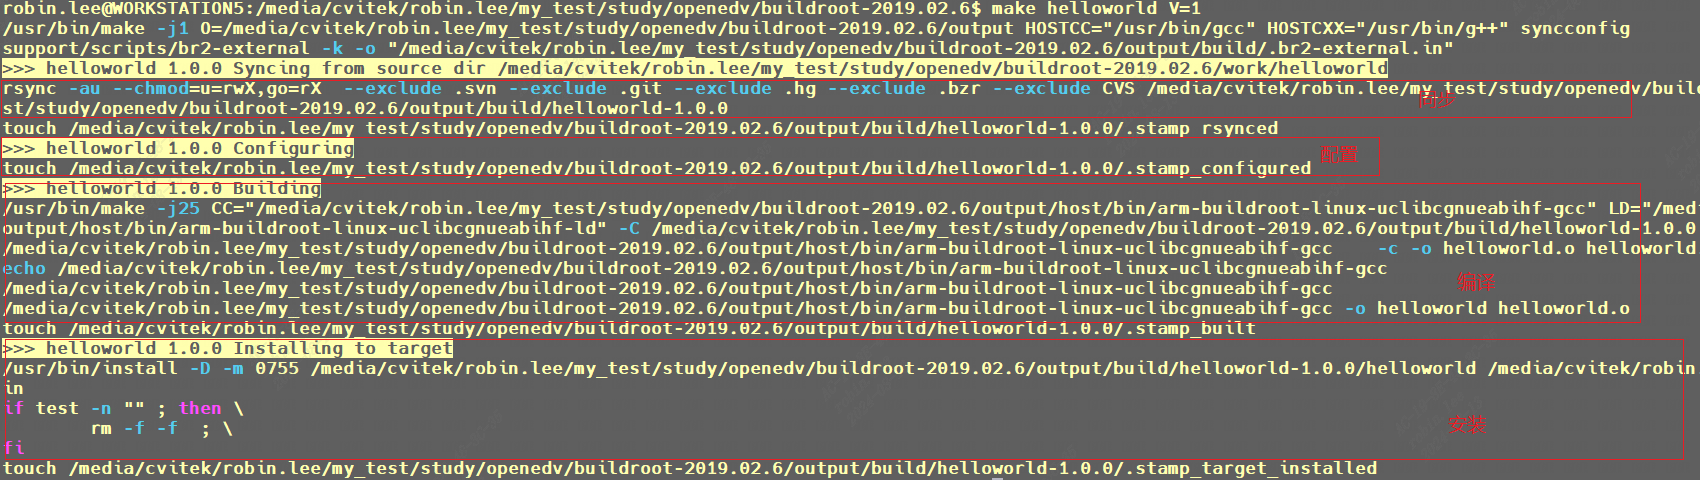 robin.lee@WORKSTATION5:/media/cvitek/robin.lee/my_test/study/openedv/buildroot-2019.02.6$ make helloworld V=1
/usr/bin/make -j1 O=/media/cvitek/robin.lee/my_test/study/openedv/buildroot-2019.02.6/output HOSTCC="/usr/bin/gcc" HOSTCXX="/usr/bin/g++" syncconfig
support/scripts/br2-external -k -o "/media/cvitek/robin.lee/my_test/study/openedv/buildroot-2019.02.6/output/build/.br2-external.in"
>>> helloworld 1.0.0 Syncing from source dir /media/cvitek/robin.lee/my_test/study/openedv/buildroot-2019.02.6/work/helloworld
rsync -au --chmod=u=rwX,go=rX  --exclude .svn --exclude .git --exclude .hg --exclude .bzr --exclude CVS /media/cvitek/robin.lee/my_test/study/openedv/buil
同步
st/study/openedv/buildroot-2019.02.6/output/build/helloworld-1.0.0
touch /media/cvitek/robin.lee/my_test/study/openedv/buildroot-2019.02.6/output/build/helloworld-1.0.0/.stamp_rsynced
>>> helloworld 1.0.0 Configuring
配置
touch /media/cvitek/robin.lee/my_test/study/openedv/buildroot-2019.02.6/output/build/helloworld-1.0.0/.stamp_configured
>>> helloworld 1.0.0 Building
/usr/bin/make -j25 CC="/media/cvitek/robin.lee/my_test/study/openedv/buildroot-2019.02.6/output/host/bin/arm-buildroot-linux-uclibcgnueabihf-gcc" LD="/med
output/host/bin/arm-buildroot-linux-uclibcgnueabihf-ld" -C /media/cvitek/robin.lee/my_test/study/openedv/buildroot-2019.02.6/output/build/helloworld-1.0.0
/media/cvitek/robin.lee/my_test/study/openedv/buildroot-2019.02.6/output/host/bin/arm-buildroot-linux-uclibcgnueabihf-gcc    -c -o helloworld.o helloworld
echo /media/cvitek/robin.lee/my_test/study/openedv/buildroot-2019.02.6/output/host/bin/arm-buildroot-linux-uclibcgnueabihf-gcc
编译
/media/cvitek/robin.lee/my_test/study/openedv/buildroot-2019.02.6/output/host/bin/arm-buildroot-linux-uclibcgnueabihf-gcc
/media/cvitek/robin.lee/my_test/study/openedv/buildroot-2019.02.6/output/host/bin/arm-buildroot-linux-uclibcgnueabihf-gcc -o helloworld helloworld.o
touch /media/cvitek/robin.lee/my_test/study/openedv/buildroot-2019.02.6/output/build/helloworld-1.0.0/.stamp_built
>>> helloworld 1.0.0 Installing to target
/usr/bin/install -D -m 0755 /media/cvitek/robin.lee/my_test/study/openedv/buildroot-2019.02.6/output/build/helloworld-1.0.0/helloworld /media/cvitek/robin
in
if test -n "" ; then \
rm -f -f  ; \
安装
fi
touch /media/cvitek/robin.lee/my_test/study/openedv/buildroot-2019.02.6/output/build/helloworld-1.0.0/.stamp_target_installed